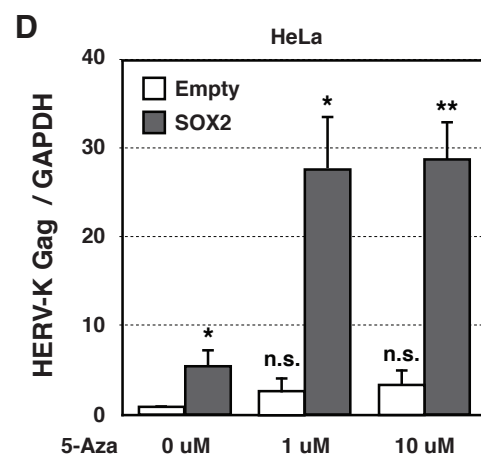 D
HeLa
HERV-K Gag / GAPDH
40
30
20
10
0
Empty
SOX2
*
n.s.
*
n.s.
**
5-Aza 0 uM 1 uM 10 uM